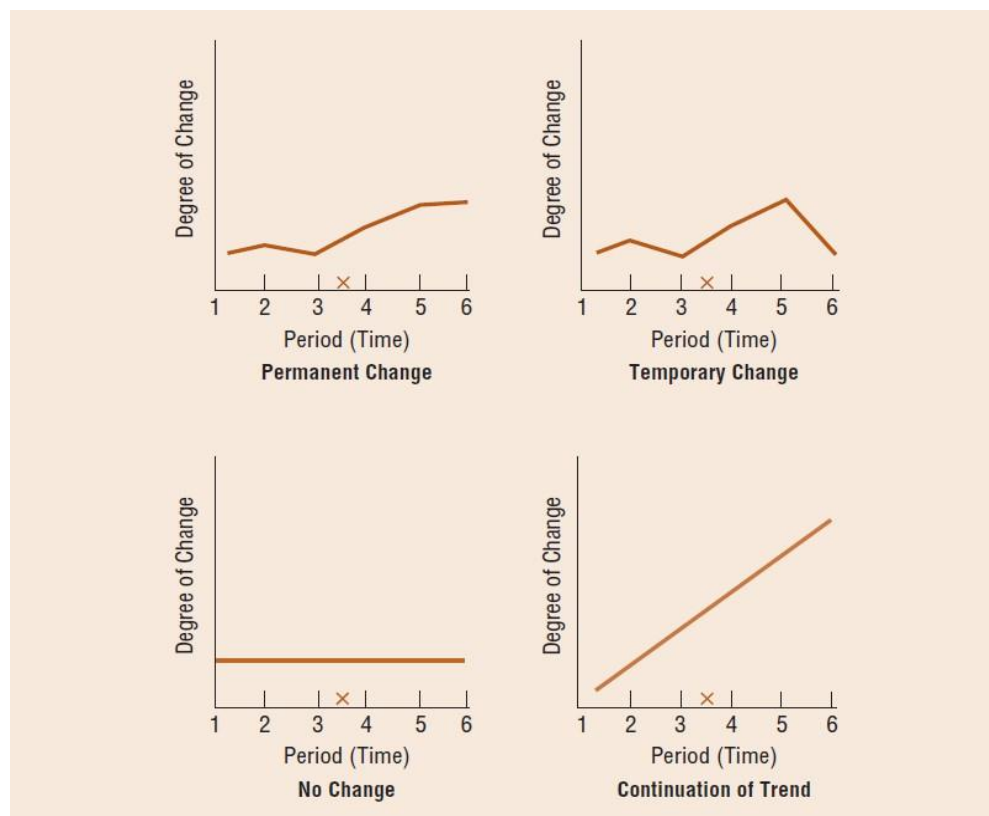 Degree of Change
1 2 3 4 5 6
Period (Time)
Permanent Change
Degree of Change
1 2 3 4 5 6
Period (Time)
Temporary Change
Degree of Change
1 2 3 4 5 6
Period (Time)
No Change
Degree of Change
1 2 3 4 5 6
Period (Time)
Continuation of Trend